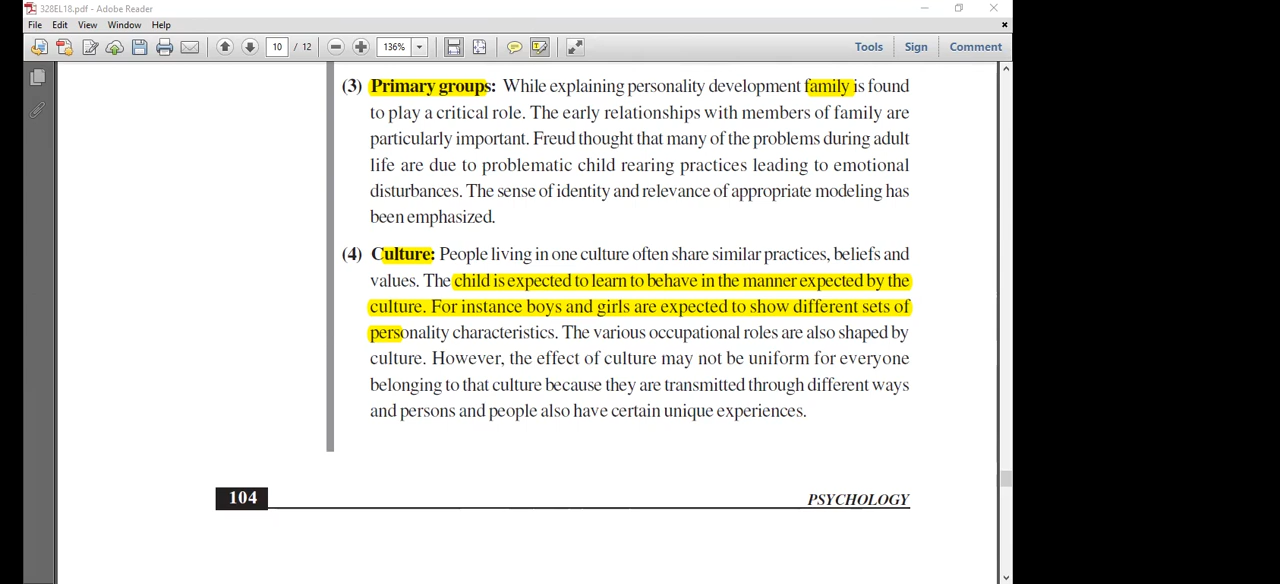 328EL18.pdf - Adobe Reader
File Edit View Window Help
10 / 12 136% Tools Sign Comment
(3) Primary groups: While explaining personality development family is found
to play a critical role. The early relationships with members of family are
particularly important. Freud thought that many of the problems during adult
life are due to problematic child rearing practices leading to emotional
disturbances. The sense of identity and relevance of appropriate modeling has
been emphasized.
(4) Culture: People living in one culture often share similar practices, beliefs and
values. The child is expected to learn to behave in the manner expected by the
culture. For instance boys and girls are expected to show different sets of
personality characteristics. The various occupational roles are also shaped by
culture. However, the effect of culture may not be uniform for everyone
belonging to that culture because they are transmitted through different ways
and persons and people also have certain unique experiences.
104 PSYCHOLOGY